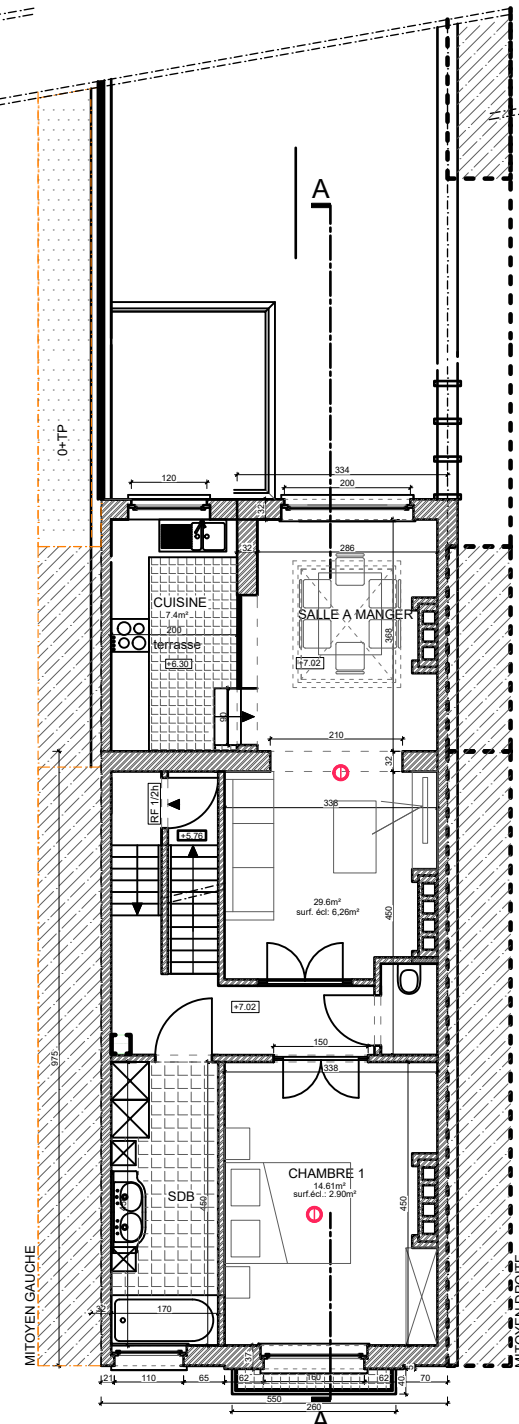 A
0+TP
334
120
200
32
32
286
CUISINE
7.4m²
200
terrasse
+6.30
SALLE A MANGER
368
+7.02
90
210
32
RF 1/2h
338
+5.76
29.6m²
surf. écl: 6,26m²
450
+7.02
150
338
975
CHAMBRE 1
14.61m²
surf.écl.: 2.90m²
SDB
450
450
MITOYEN GAUCHE
MITOYEN DROITE
32
170
37
21
110
65
62
160
62
5
40
70
550
260
A